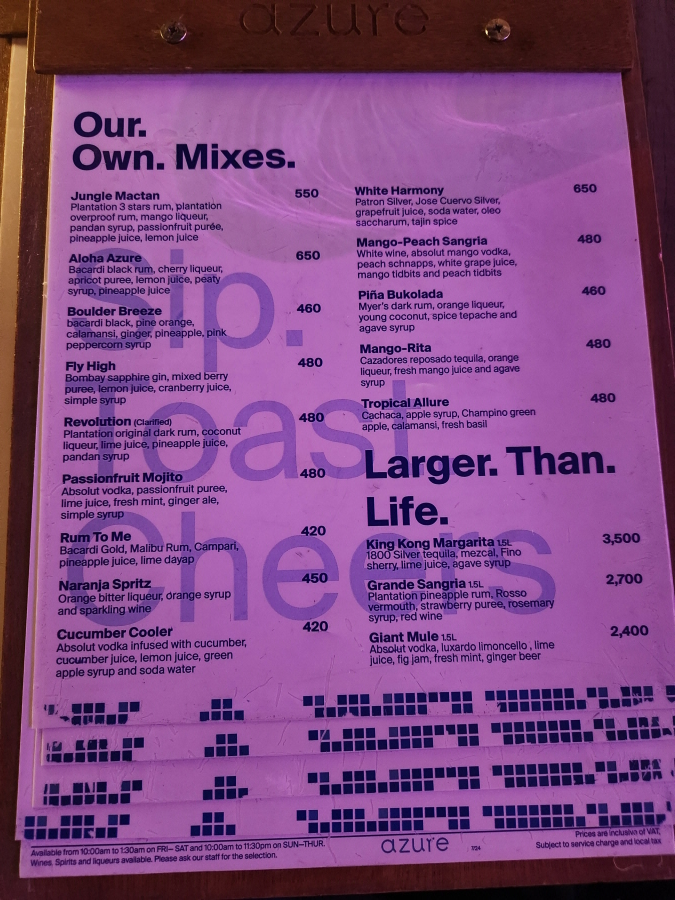 azure
Our.
Own. Mixes.
Jungle Mactan 550
Plantation 3 stars rum, plantation
overproof rum, mango liqueur,
pandan syrup, passionfruit purée,
pineapple juice, lemon juice
Aloha Azure 650
Bacardi black rum, cherry liqueur,
apricot puree, lemon juice, peaty
syrup, pineapple juice
Boulder Breeze 460
bacardi black, pine orange,
calamansi, ginger, pineapple, pink
peppercorn syrup
Fly High 480
Bombay sapphire gin, mixed berry
puree, lemon juice, cranberry juice,
simple syrup
Revolution (Clarified) 480
Plantation original dark rum, coconut
liqueur, lime juice, pineapple juice,
pandan syrup
Passionfruit Mojito 480
Absolut vodka, passionfruit puree,
lime juice, fresh mint, ginger ale,
simple syrup
Rum To Me 420
Bacardi Gold, Malibu Rum, Campari,
pineapple juice, lime dayap
Naranja Spritz 450
Orange bitter liqueur, orange syrup
and sparkling wine
Cucumber Cooler 420
Absolut vodka infused with cucumber,
cucumber juice, lemon juice, green
apple syrup and soda water
White Harmony 650
Patron Silver, Jose Cuervo Silver,
grapefruit juice, soda water, oleo
saccharum, tajin spice
Mango-Peach Sangria 480
White wine, absolut mango vodka,
peach schnapps, white grape juice,
mango tidbits and peach tidbits
Piña Bukolada 460
Myer's dark rum, orange liqueur,
young coconut, spice tepache and
agave syrup
Mango-Rita 480
Cazadores reposado tequila, orange
liqueur, fresh mango juice and agave
syrup
Tropical Allure 480
Cachaca, apple syrup, Champino green
apple, calamansi, fresh basil
Larger. Than.
Life.
King Kong Margarita 1.5L 3,500
1800 Silver tequila, mezcal, Fino
sherry, lime juice, agave syrup
Grande Sangria 1.5L 2,700
Plantation pineapple rum, Rosso
vermouth, strawberry puree, rosemary
syrup, red wine
Giant Mule 1.5L 2,400
Absolut vodka, luxardo limoncello , lime
juice, fig jam, fresh mint, ginger beer
Sip.
Toast.
Cheers
Available from 10:00am to 1:30am on FRI– SAT and 10:00am to 11:30pm on SUN–THUR.
Wines, Spirits and liqueurs available. Please ask our staff for the selection.
azure
Prices are inclusive of VAT,
Subject to service charge and local tax